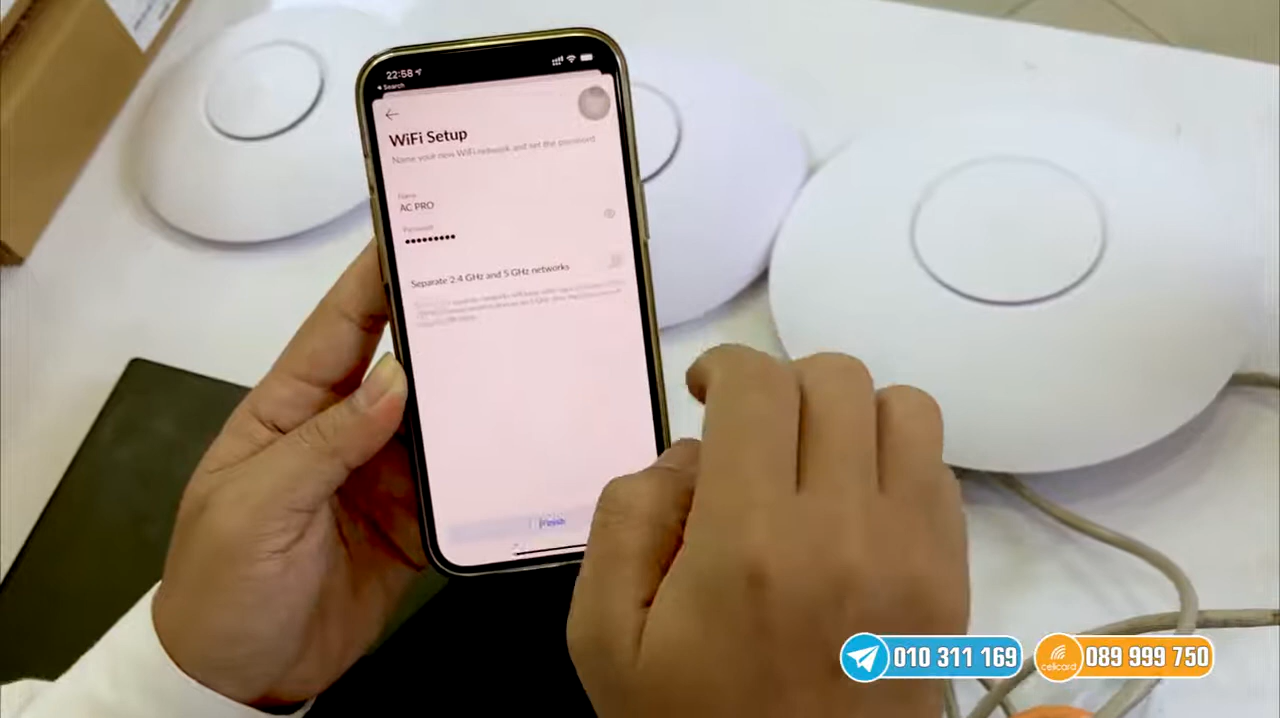 22:58
Search
WiFi Setup
Name your new WiFi network and set the password
Name
AC PRO
Password
Separate 2.4 GHz and 5 GHz networks
Finish
010 311 169
cellcard
089 999 750